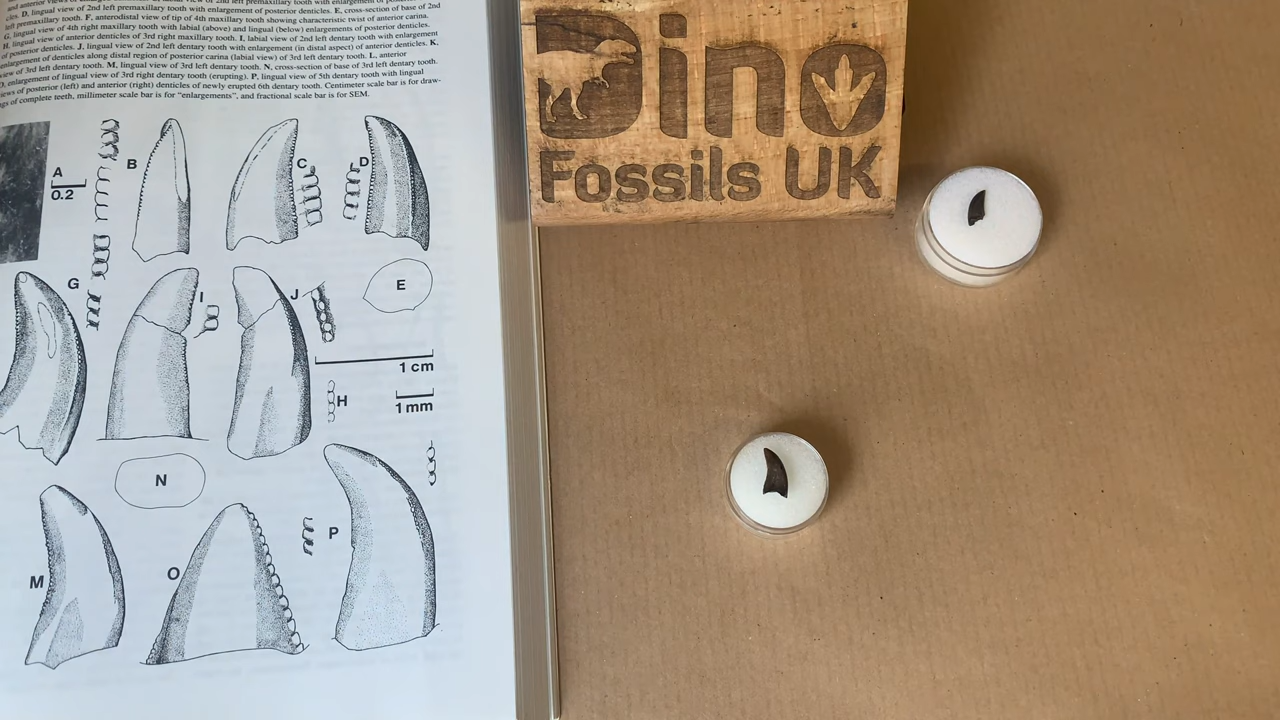 and anterior views of
cles. D, lingual view of 2nd left premaxillary tooth with enlargement of posterior denticles. E, cross-section of base of 2nd
left premaxillary tooth. F, anterodistal view of tip of 4th maxillary tooth showing characteristic twist of anterior carina.
G, lingual view of 4th right maxillary tooth with labial (above) and lingual (below) enlargements of posterior denticles.
H, lingual view of anterior denticles of 3rd right maxillary tooth. I, labial view of 2nd left dentary tooth with enlargement
of posterior denticles. J, lingual view of 2nd left dentary tooth with enlargement (in distal aspect) of anterior denticles. K,
enlargement of denticles along distal region of posterior carina (labial view) of 3rd left dentary tooth. L, anterior
view of 3rd left dentary tooth. M, lingual view of 3rd left dentary tooth. N, cross-section of base of 3rd left dentary tooth.
O, enlargement of lingual view of 3rd right dentary tooth (erupting). P, lingual view of 5th dentary tooth with lingual
views of posterior (left) and anterior (right) denticles of newly erupted 6th dentary tooth. Centimeter scale bar is for draw-
gs of complete teeth, millimeter scale bar is for "enlargements", and fractional scale bar is for SEM.
A
0.2
B
C
D
G
I
J
E
1 cm
H
1 mm
N
M
O
P
Dino
Fossils UK